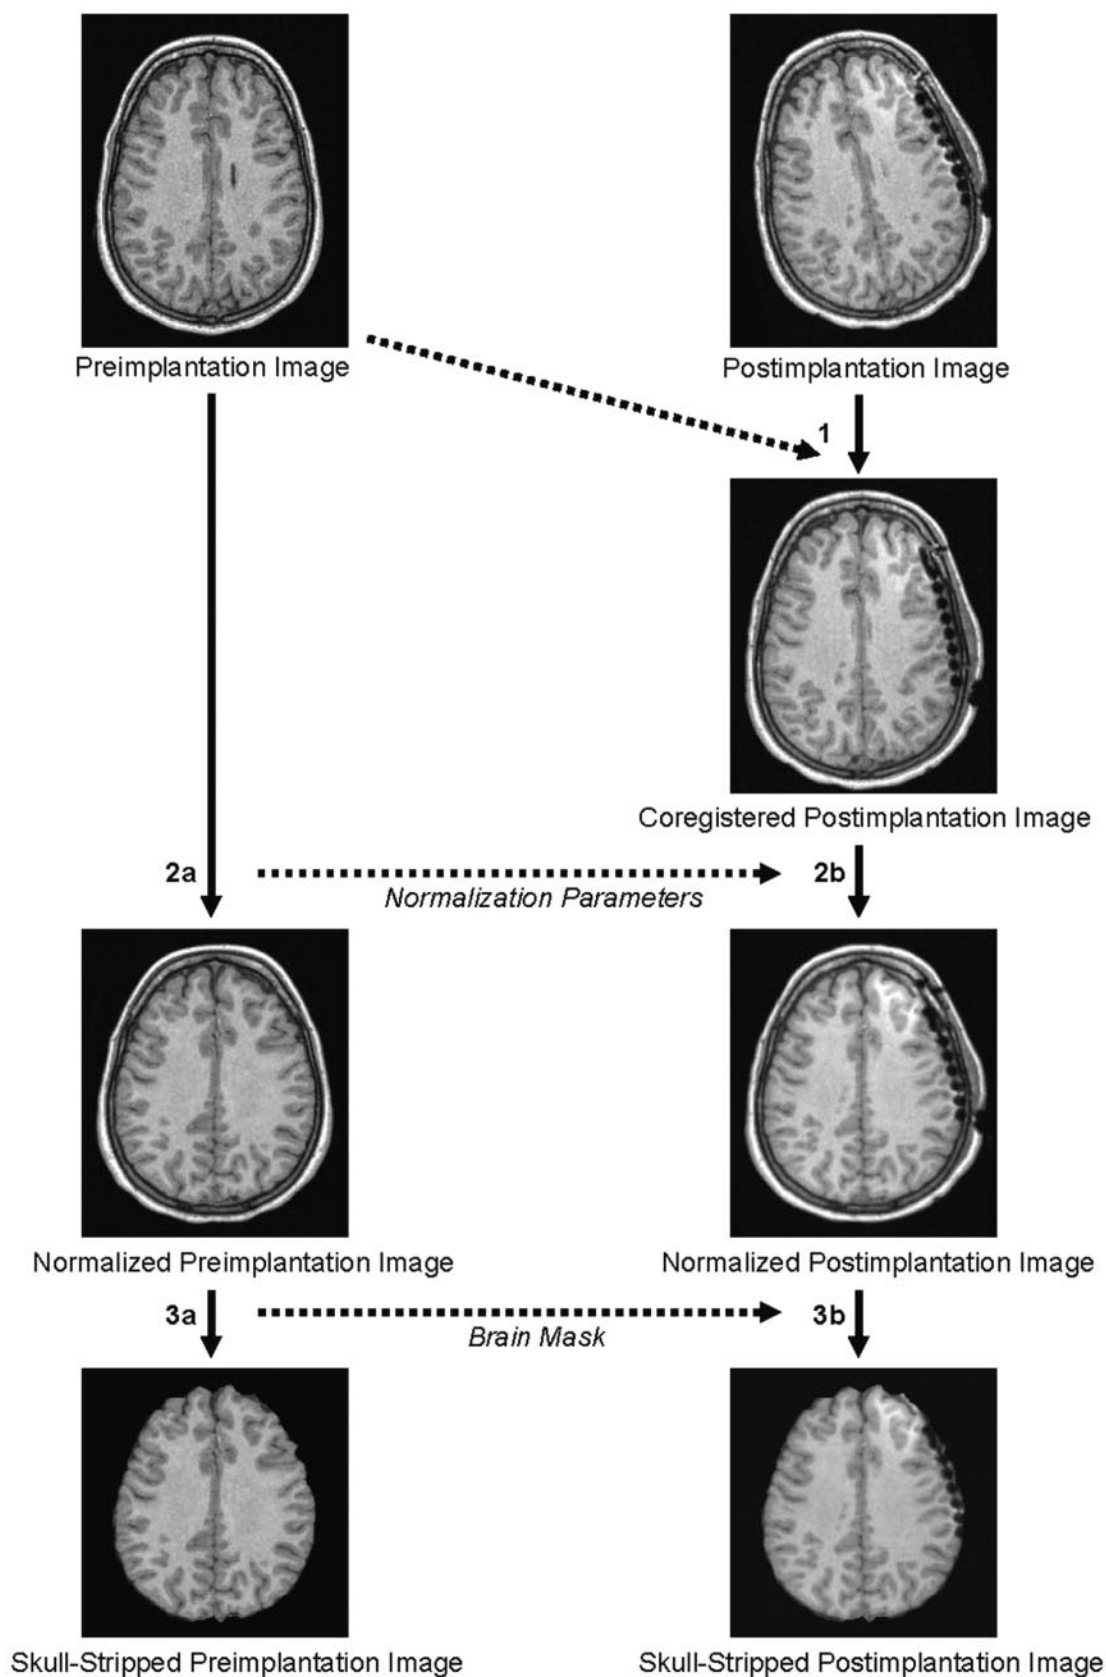 Preimplantation Image
Postimplantation Image
1
Coregistered Postimplantation Image
2a
2b
Normalization Parameters
Normalized Preimplantation Image
Normalized Postimplantation Image
3a
3b
Brain Mask
Skull-Stripped Preimplantation Image
Skull-Stripped Postimplantation Image